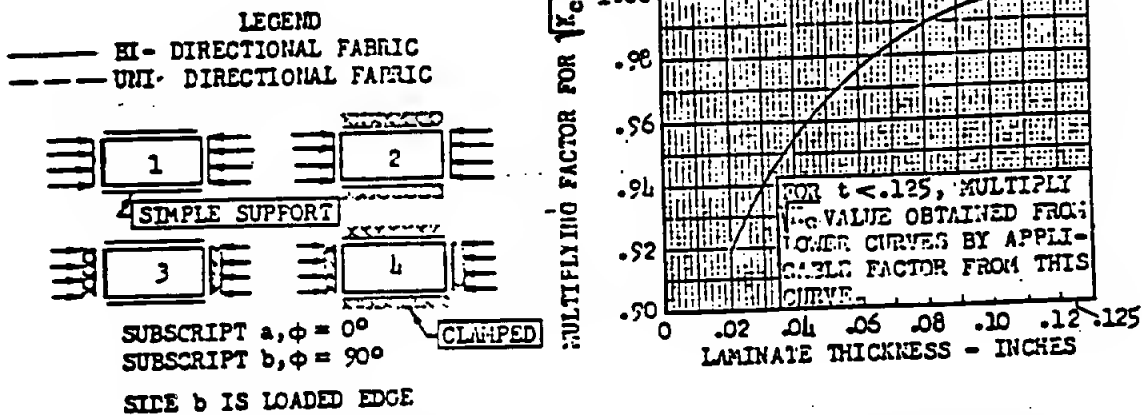 LEGEND
BI- DIRECTIONAL FABRIC
UNI- DIRECTIONAL FABRIC
1
2
SIMPLE SUPPORT
3
4
CLAMPED
SUBSCRIPT a, φ = 0°
SUBSCRIPT b, φ = 90°
SIDE b IS LOADED EDGE
MULTIPLYING FACTOR FOR √Kc
.98
.96
.94
.92
.90
FOR t < .125, MULTIPLY
√Kc VALUE OBTAINED FROM
LOWER CURVES BY APPLI-
CABLE FACTOR FROM THIS
CURVE.
0 .02 .04 .06 .08 .10 .12 .125
LAMINATE THICKNESS - INCHES